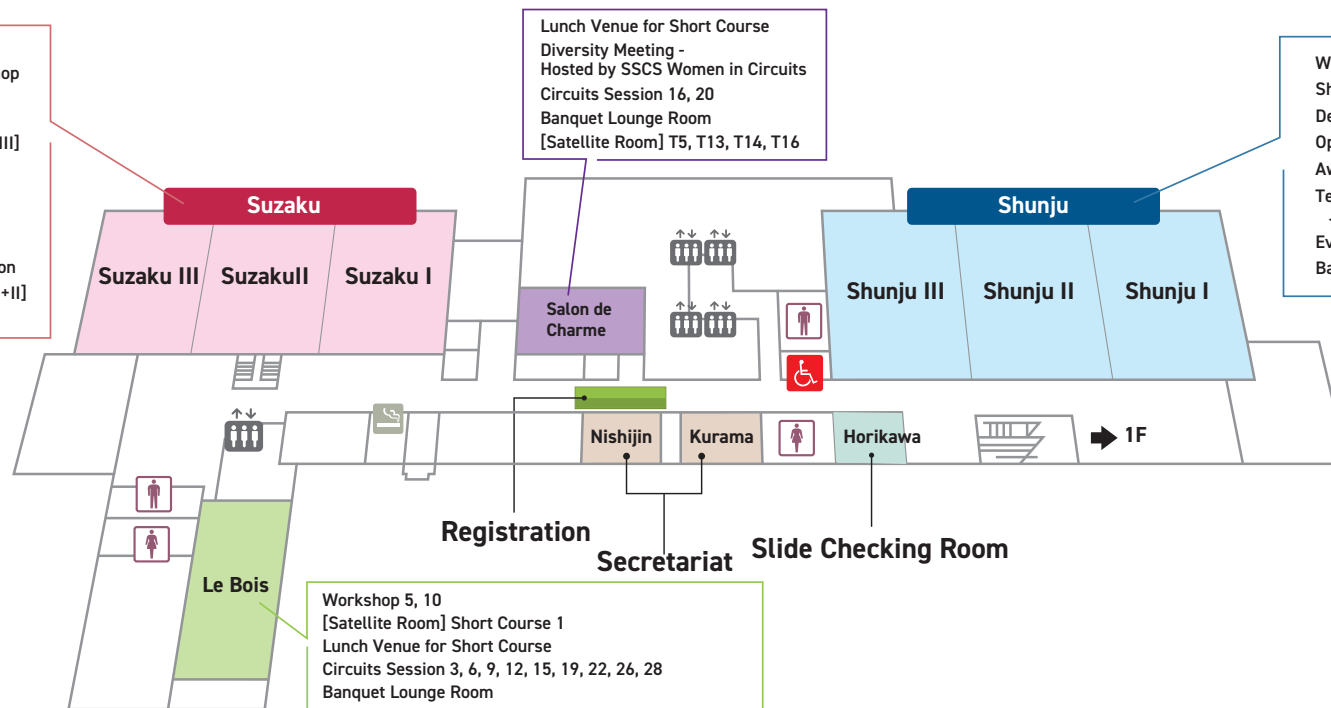 op
III]
on
+II]
Lunch Venue for Short Course
Diversity Meeting -
Hosted by SSCS Women in Circuits
Circuits Session 16, 20
Banquet Lounge Room
[Satellite Room] T5, T13, T14, T16
W
Sh
De
Op
Aw
Te
Ev
Ba
Suzaku
Shunju
Suzaku III
SuzakuII
Suzaku I
Salon de
Charme
Shunju III
Shunju II
Shunju I
Nishijin
Kurama
Horikawa
1F
Registration
Secretariat
Slide Checking Room
Le Bois
Workshop 5, 10
[Satellite Room] Short Course 1
Lunch Venue for Short Course
Circuits Session 3, 6, 9, 12, 15, 19, 22, 26, 28
Banquet Lounge Room